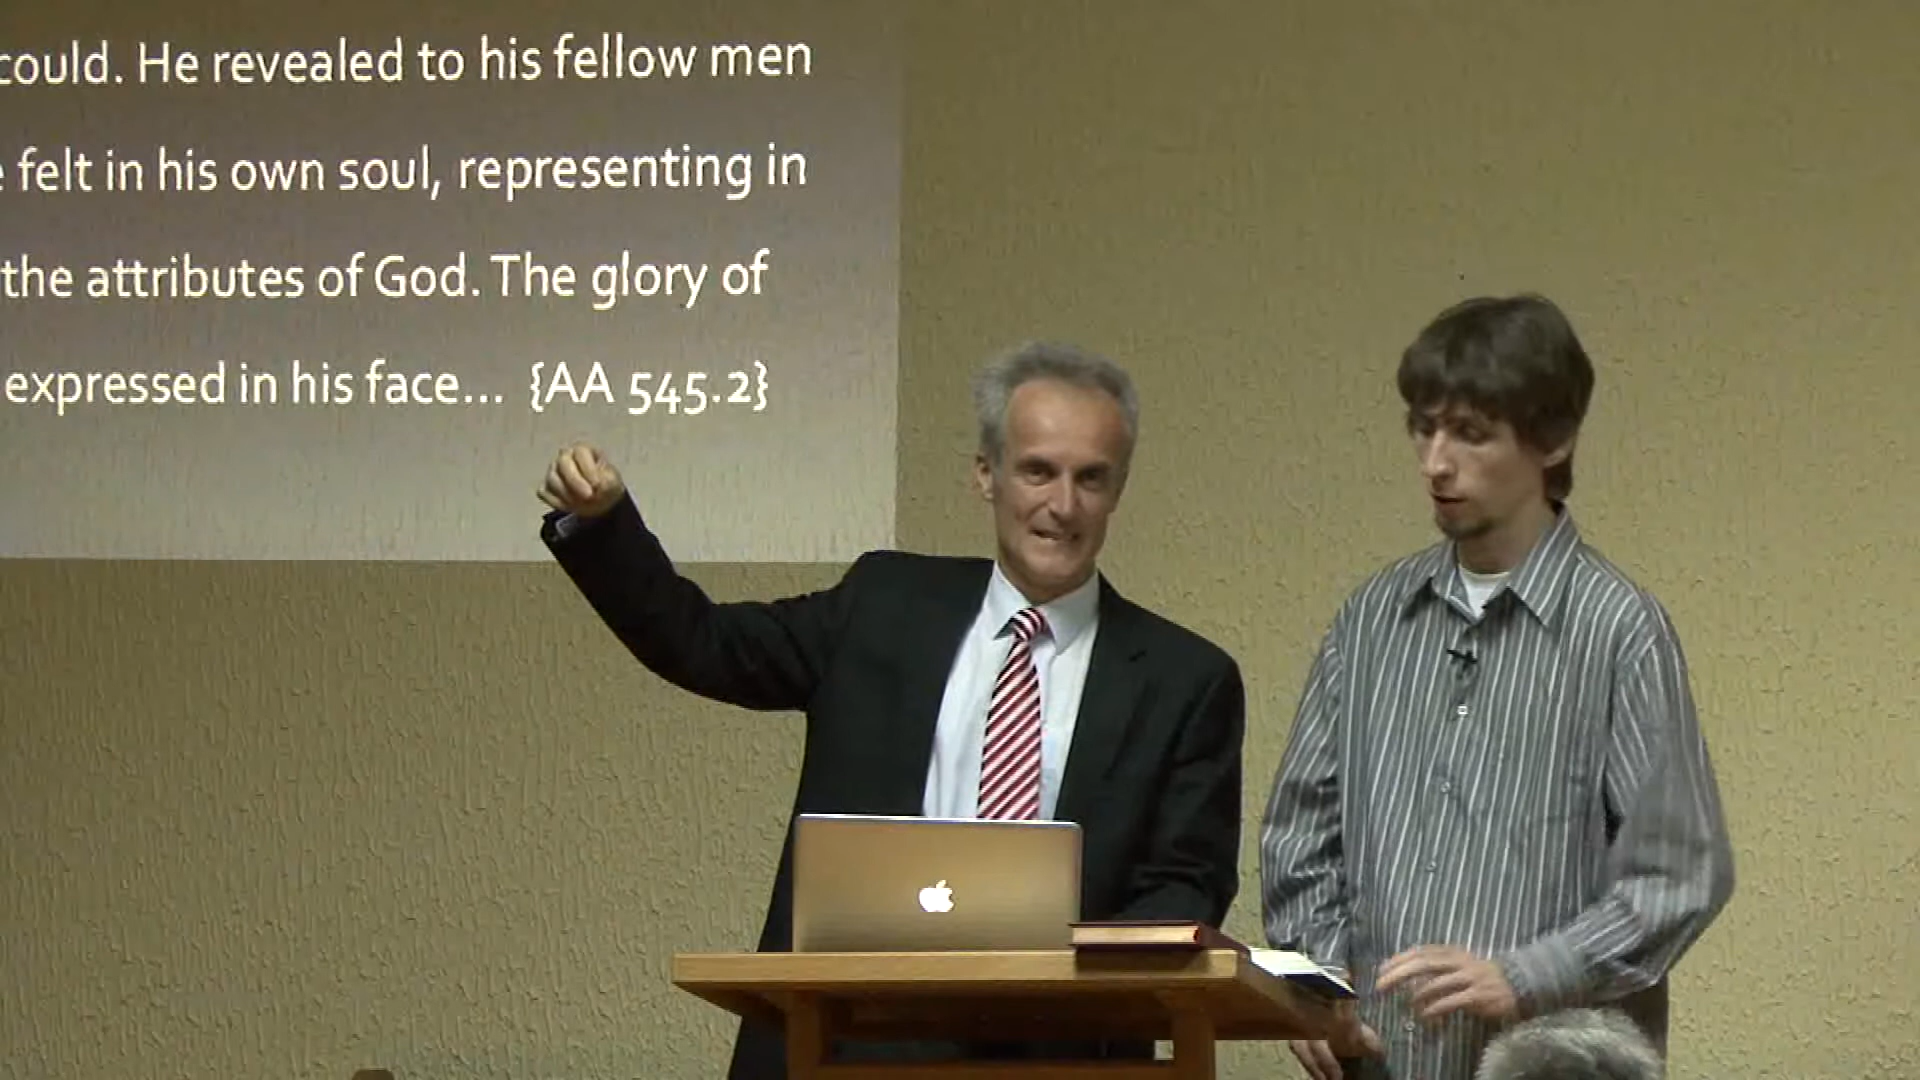 could. He revealed to his fellow men
felt in his own soul, representing in
the attributes of God. The glory of
expressed in his face... {AA 545.2}